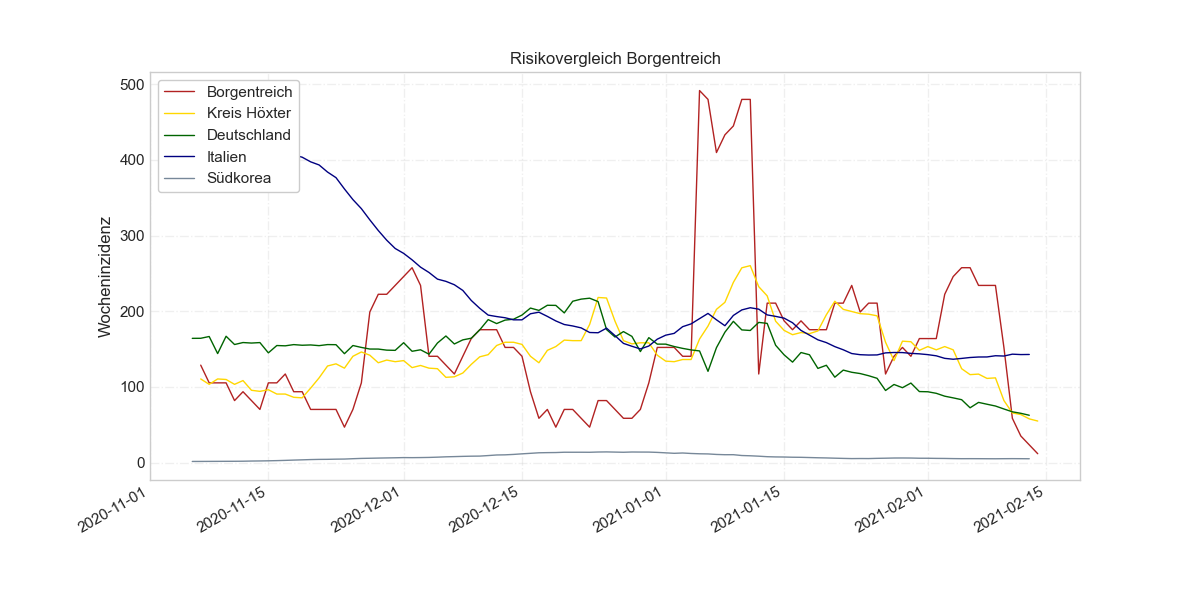 Risikovergleich Borgentreich
Wocheninzidenz
500
400
300
200
100
0
Borgentreich
Kreis Höxter
Deutschland
Italien
Südkorea
2020-11-01
2020-11-15
2020-12-01
2020-12-15
2021-01-01
2021-01-15
2021-02-01
2021-02-15